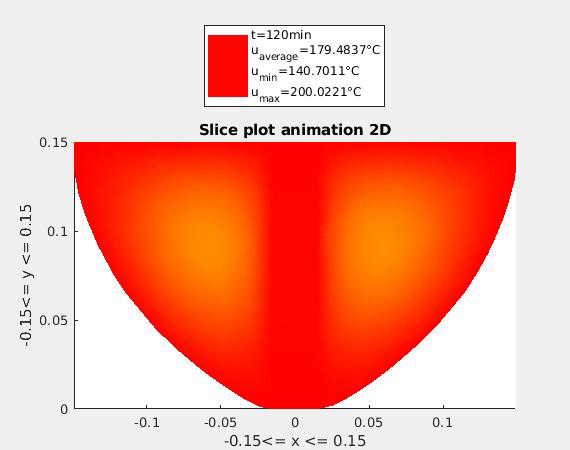 t=120min
u_average=179.4837°C
u_min=140.7011°C
u_max=200.0221°C
Slice plot animation 2D
0.15
0.1
0.05
0
-0.15<= y <= 0.15
-0.1 -0.05 0 0.05 0.1
-0.15<= x <= 0.15